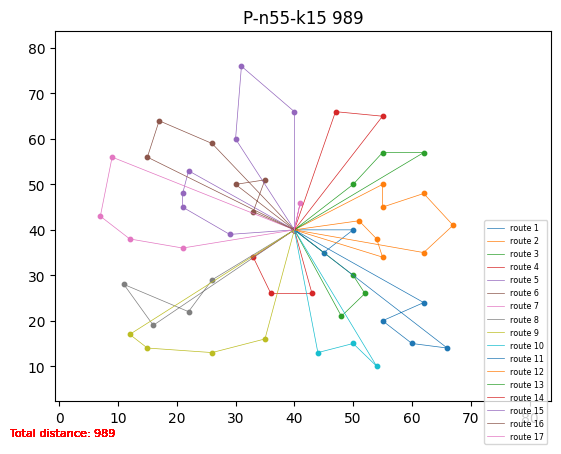 P-n55-k15 989
80
70
60
50
40
30
20
10
0 10 20 30 40 50 60 70
route 1
route 2
route 3
route 4
route 5
route 6
route 7
route 8
route 9
route 10
route 11
route 12
route 13
route 14
route 15
route 16
route 17
Total distance: 989